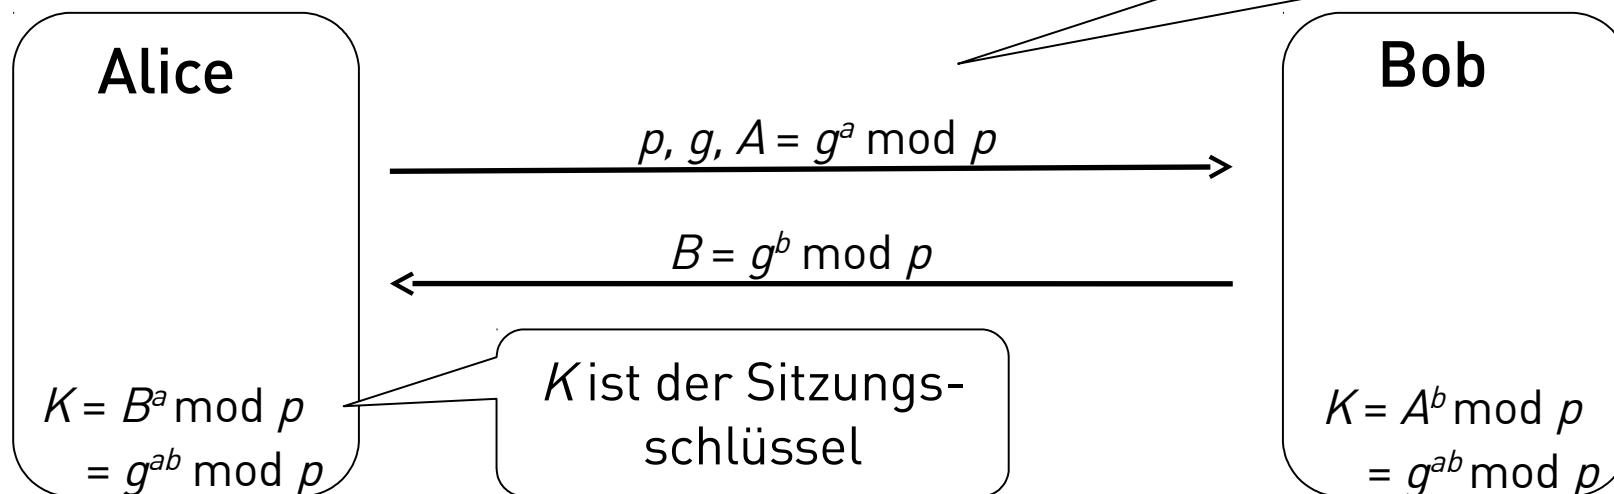 Alice
Bob
p, g, A = gᵃ mod p
B = gᵇ mod p
K ist der Sitzungs-
schlüssel
K = Bᵃ mod p
= gᵃᵇ mod p
K = Aᵇ mod p
= gᵃᵇ mod p